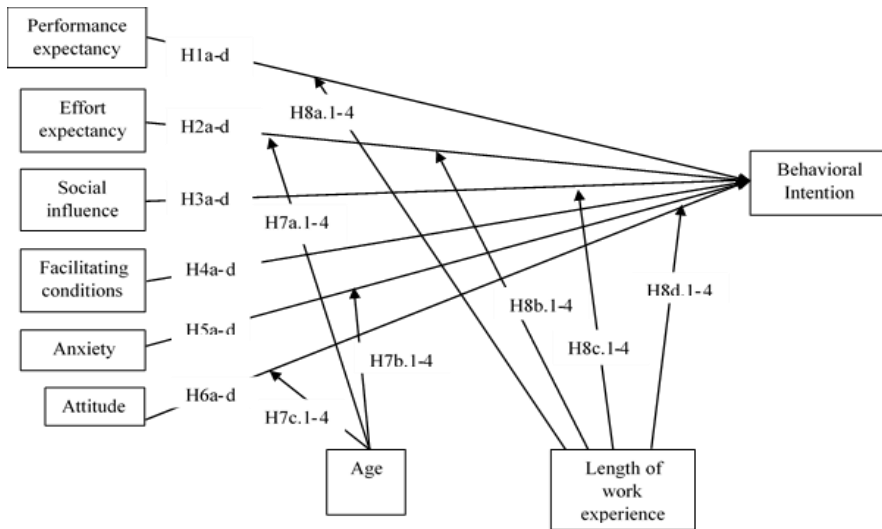 Performance
expectancy
H1a-d
H8a.1-4
Effort
expectancy
H2a-d
Behavioral
Intention
Social
influence
H3a-d
H7a.1-4
Facilitating
conditions
H4a-d
H8d.1-4
H8b.1-4
Anxiety
H5a-d
H8c.1-4
H7b.1-4
Attitude
H6a-d
H7c.1-4
Age
Length of
work
experience